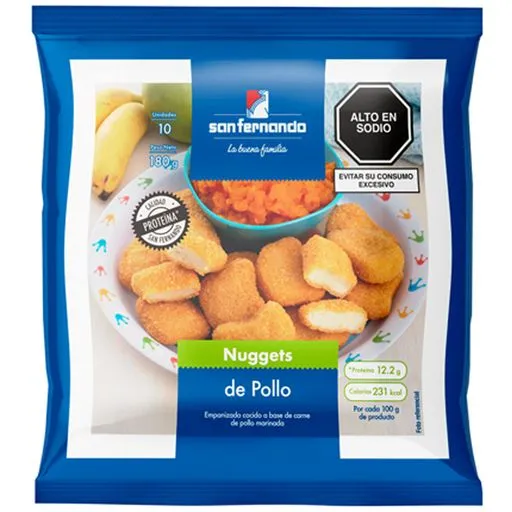 Unidades
10
Peso Neto
180 g
san fernando
La buena familia
ALTO EN
SODIO
EVITAR SU CONSUMO
EXCESIVO
CALIDAD
PROTEÍNA*
SAN FERNANDO
Nuggets
de Pollo
Empanizado cocido a base de carne
de pollo marinada
*Proteína 12.2 g
Calorías 231 kcal
Por cada 100 g
de producto
Foto referencial